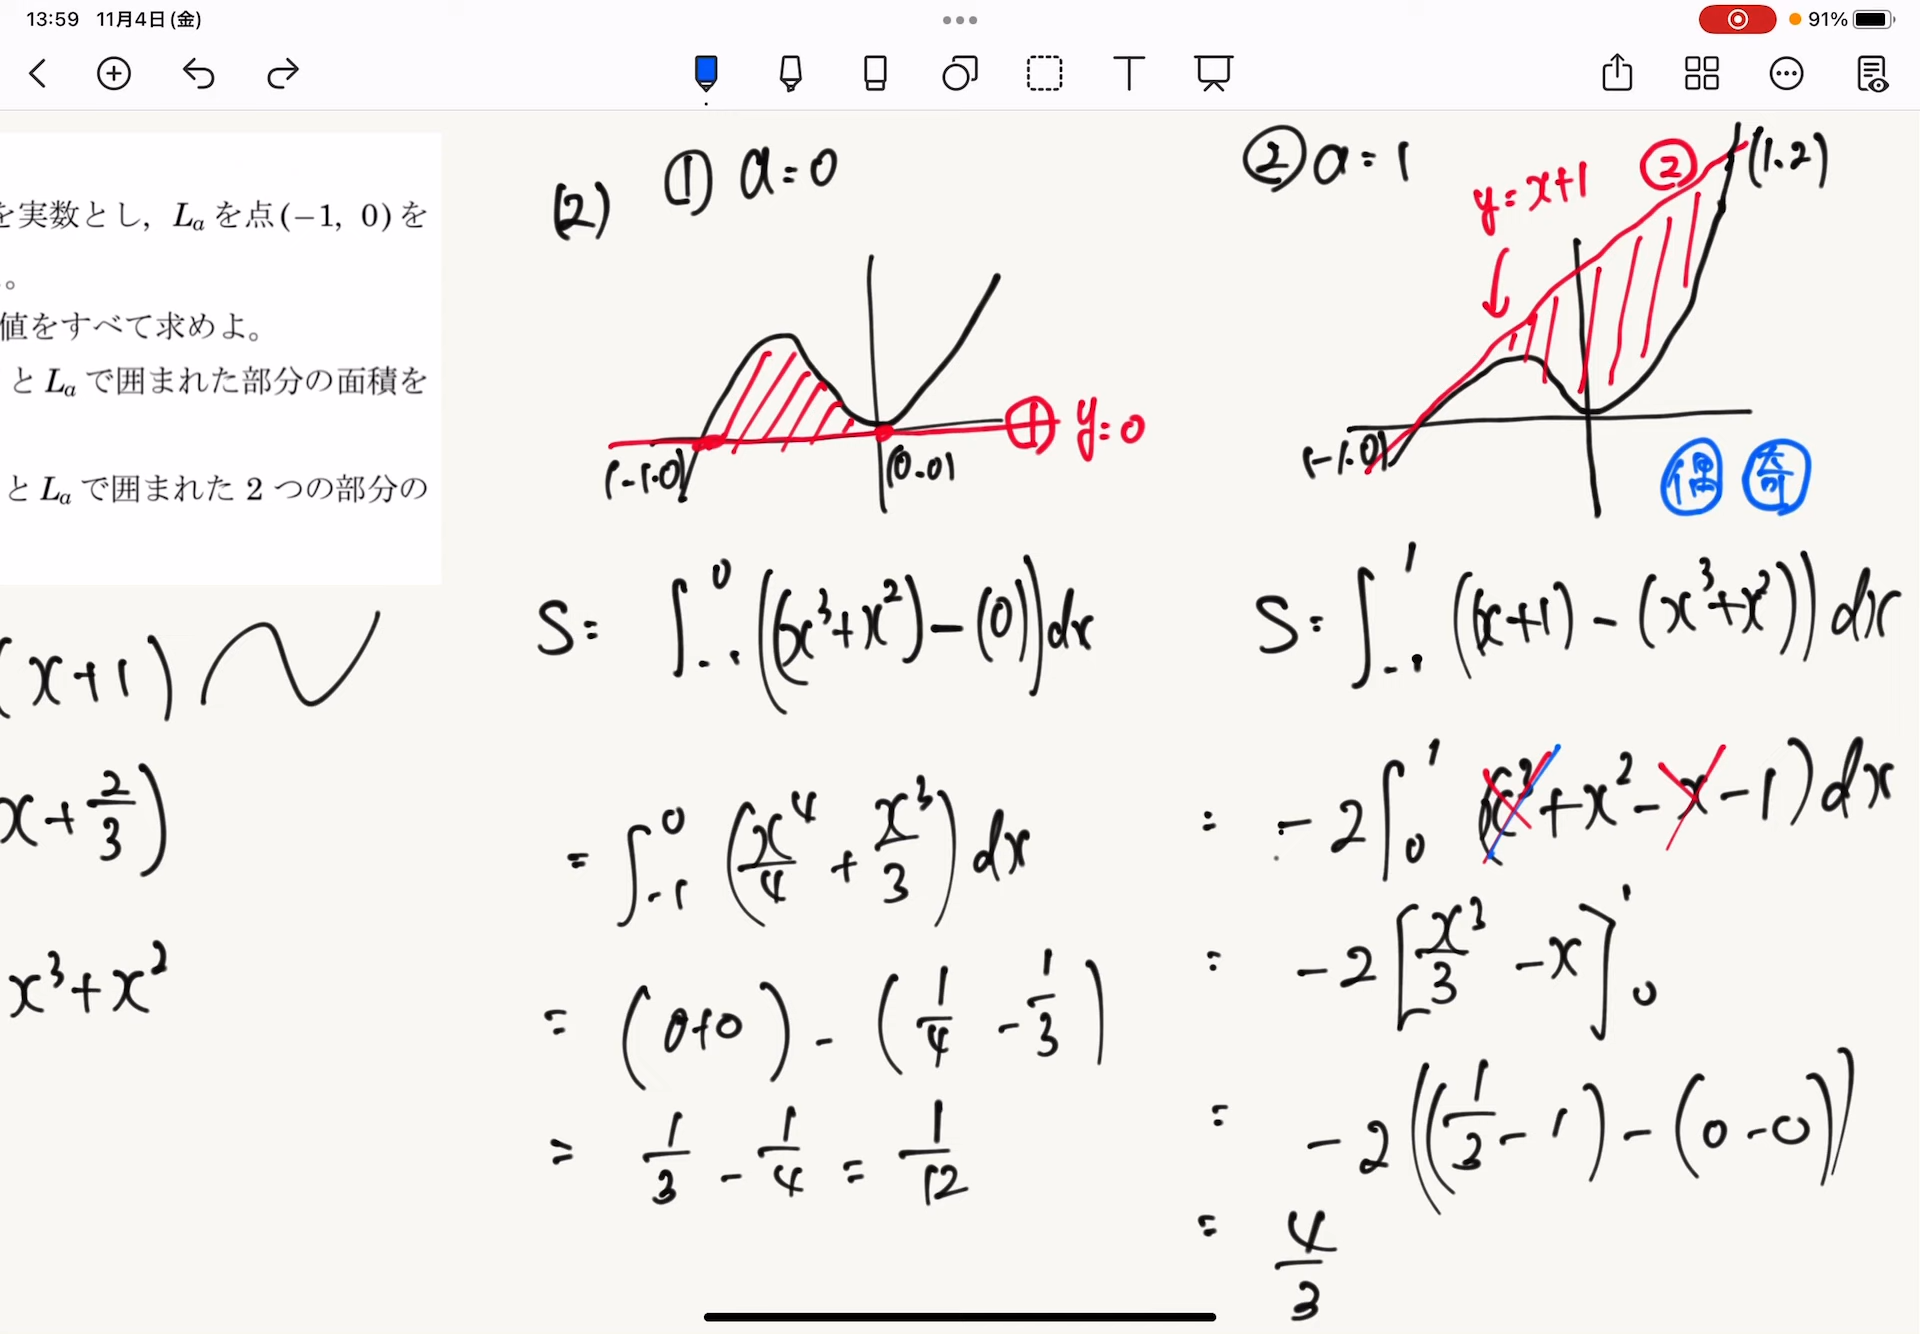 13:59 11月4日(金)
91%
を実数とし, Lₐを点(−1, 0)を
。
値をすべて求めよ。
とLₐで囲まれた部分の面積を
とLₐで囲まれた2つの部分の
(x+1)
x+2/3)
x³+x²
(2) ① a=0
① y=0
(-1.0)
(0.0)
S= ∫₋₁⁰ ((x³+x²)-(0))dx
= ∫₋₁⁰ (x⁴/4 + x³/3) dx
= (0+0) - (1/4 - 1/3)
= 1/3 - 1/4 = 1/12
② a=1
y=x+1
②
(1.2)
(-1.0)
偶 奇
S= ∫₋₁¹ ((x+1)-(x³+x²)) dx
= -2∫₀¹ (x³+x²-x-1)dx
= -2[x³/3 -x]₀¹
= -2((1/3-1)-(0-0))
= 4/3